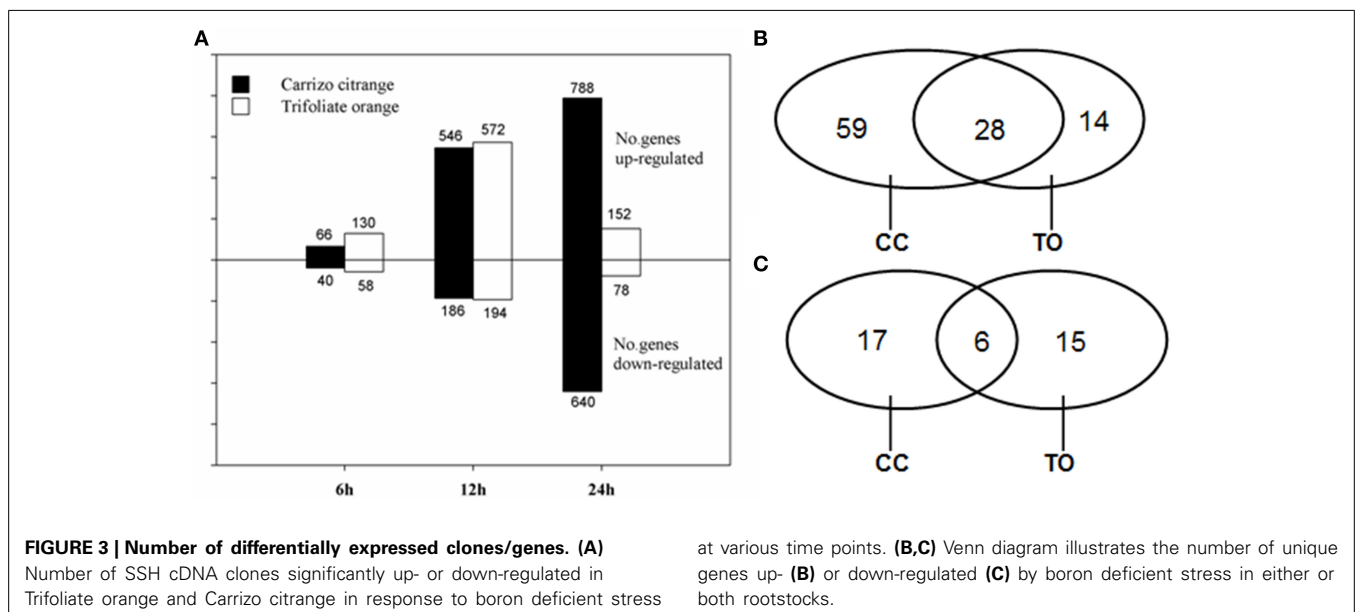 A
Carrizo citrange
Trifoliate orange
788
546
572
No.genes
up-regulated
66
130
152
40
58
78
186
194
No.genes
down-regulated
640
6h
12h
24h
B
59
28
14
CC
TO
C
17
6
15
CC
TO
FIGURE 3 | Number of differentially expressed clones/genes. (A)
Number of SSH cDNA clones significantly up- or down-regulated in
Trifoliate orange and Carrizo citrange in response to boron deficient stress
at various time points. (B,C) Venn diagram illustrates the number of unique
genes up- (B) or down-regulated (C) by boron deficient stress in either or
both rootstocks.